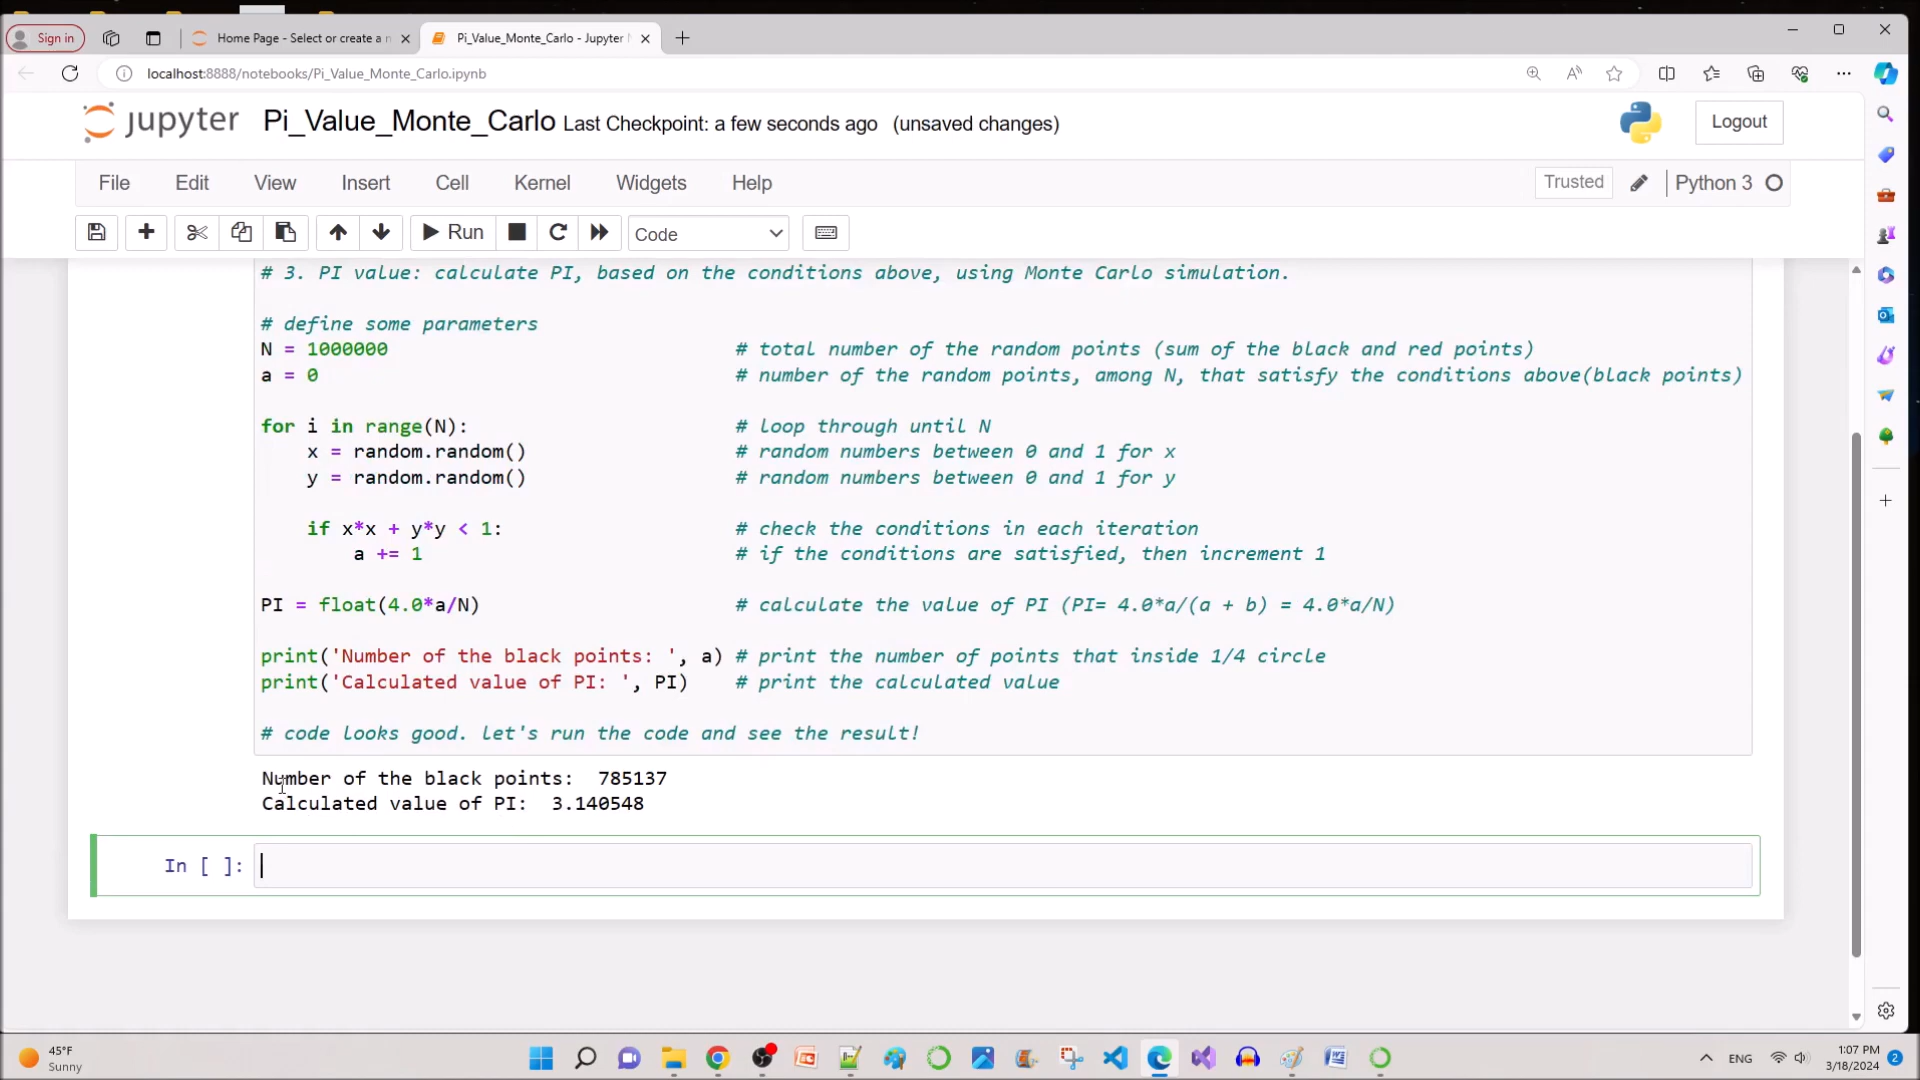 Sign in
Home Page - Select or create a n
Pi_Value_Monte_Carlo - Jupyter N
localhost:8888/notebooks/Pi_Value_Monte_Carlo.ipynb
jupyter Pi_Value_Monte_Carlo Last Checkpoint: a few seconds ago (unsaved changes)
Logout
File Edit View Insert Cell Kernel Widgets Help
Trusted
Python 3
Run
Code
# 3. PI value: calculate PI, based on the conditions above, using Monte Carlo simulation.
# define some parameters
N = 1000000 # total number of the random points (sum of the black and red points)
a = 0 # number of the random points, among N, that satisfy the conditions above(black points)
for i in range(N): # loop through until N
x = random.random() # random numbers between 0 and 1 for x
y = random.random() # random numbers between 0 and 1 for y
if x*x + y*y < 1: # check the conditions in each iteration
a += 1 # if the conditions are satisfied, then increment 1
PI = float(4.0*a/N) # calculate the value of PI (PI= 4.0*a/(a + b) = 4.0*a/N)
print('Number of the black points: ', a) # print the number of points that inside 1/4 circle
print('Calculated value of PI: ', PI) # print the calculated value
# code looks good. let's run the code and see the result!
Number of the black points:  785137
Calculated value of PI:  3.140548
In [ ]:
45°F
Sunny
ENG
1:07 PM
3/18/2024
2